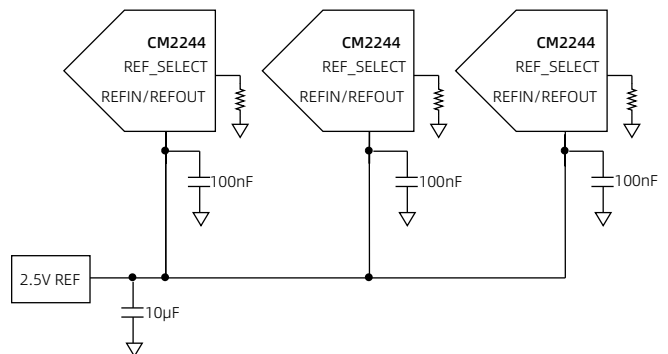 CM2244
REF_SELECT
REFIN/REFOUT
100nF
CM2244
REF_SELECT
REFIN/REFOUT
100nF
CM2244
REF_SELECT
REFIN/REFOUT
100nF
2.5V REF
10μF